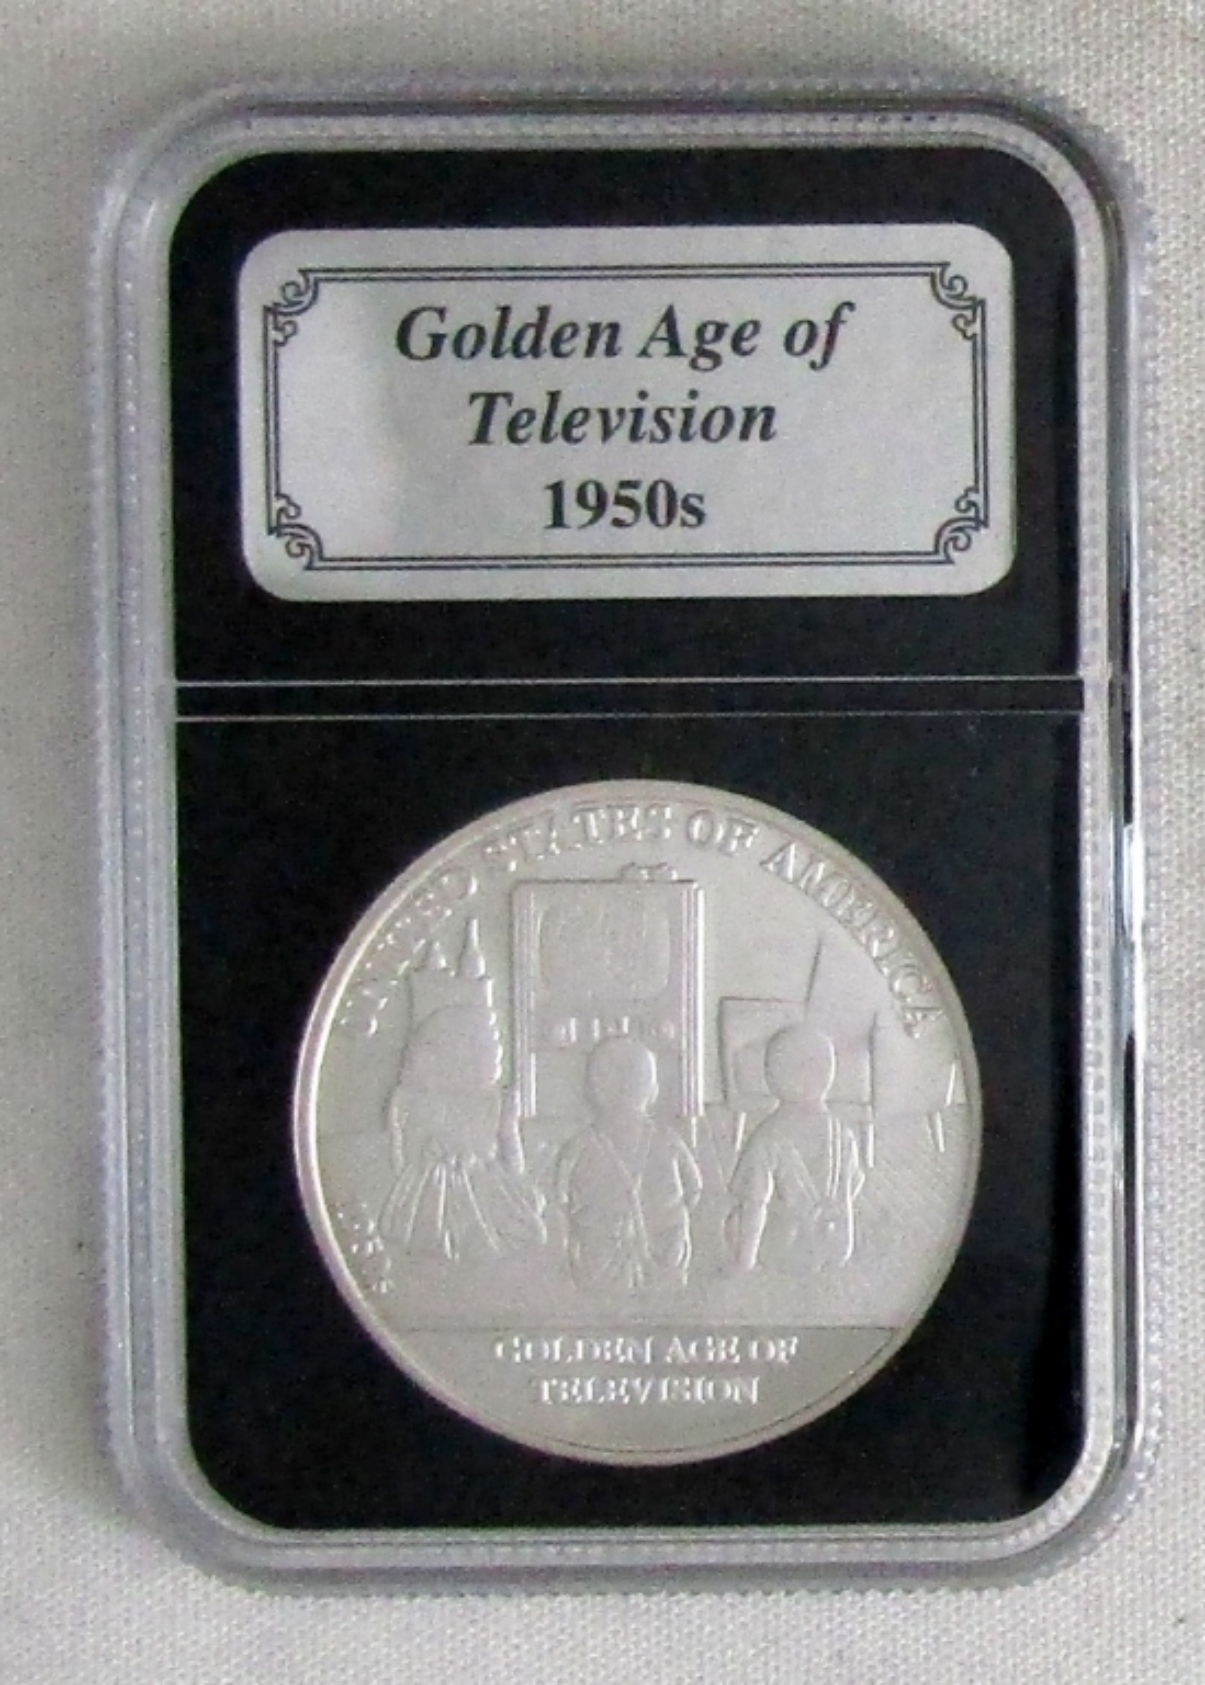 Golden Age of
Television
1950s
UNITED STATES OF AMERICA
GOLDEN AGE OF
TELEVISION